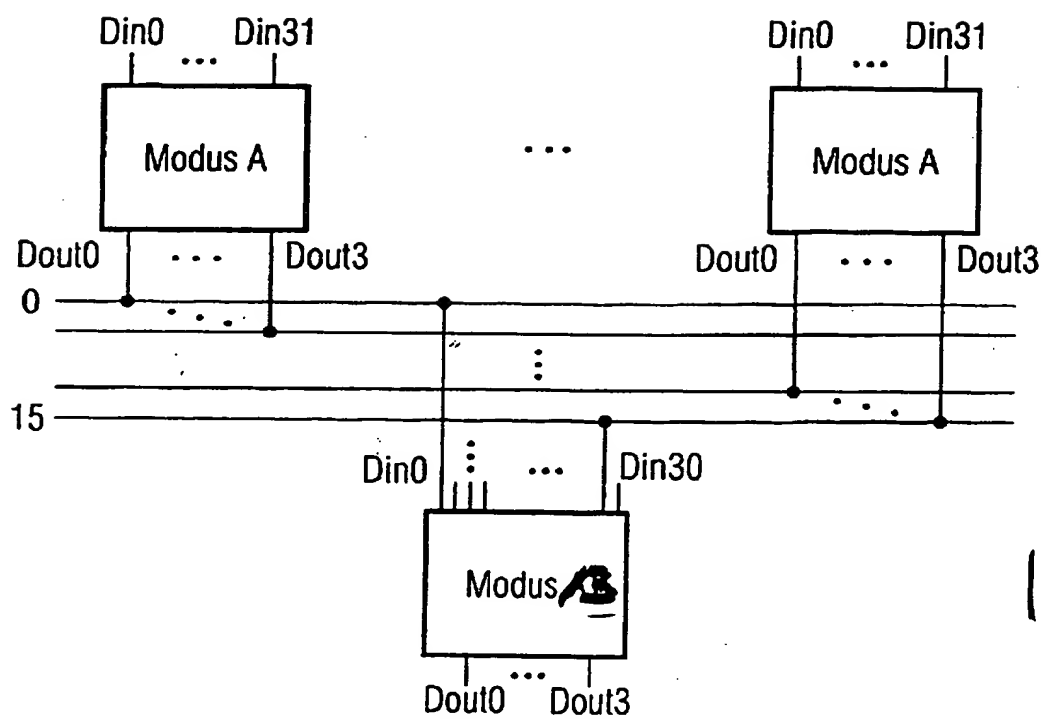 Din0 ... Din31 Din0 ... Din31
Modus A ... Modus A
Dout0 ... Dout3 Dout0 ... Dout3
0
15
Din0 ... Din30
Modus
Dout0 ... Dout3